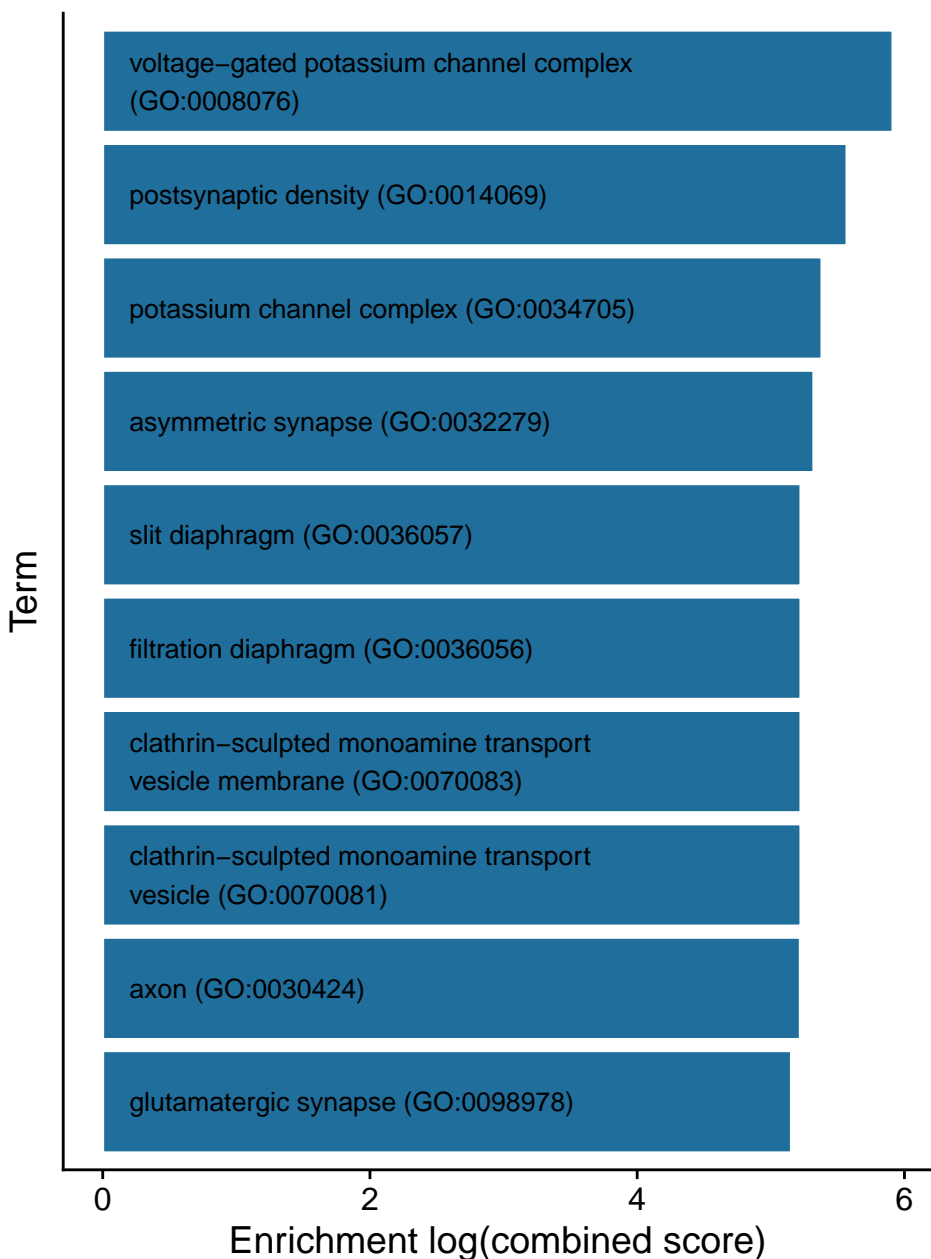 voltage−gated potassium channel complex
(GO:0008076)
postsynaptic density (GO:0014069)
potassium channel complex (GO:0034705)
asymmetric synapse (GO:0032279)
slit diaphragm (GO:0036057)
filtration diaphragm (GO:0036056)
clathrin−sculpted monoamine transport
vesicle membrane (GO:0070083)
clathrin−sculpted monoamine transport
vesicle (GO:0070081)
axon (GO:0030424)
glutamatergic synapse (GO:0098978)
Term
0 2 4 6
Enrichment log(combined score)